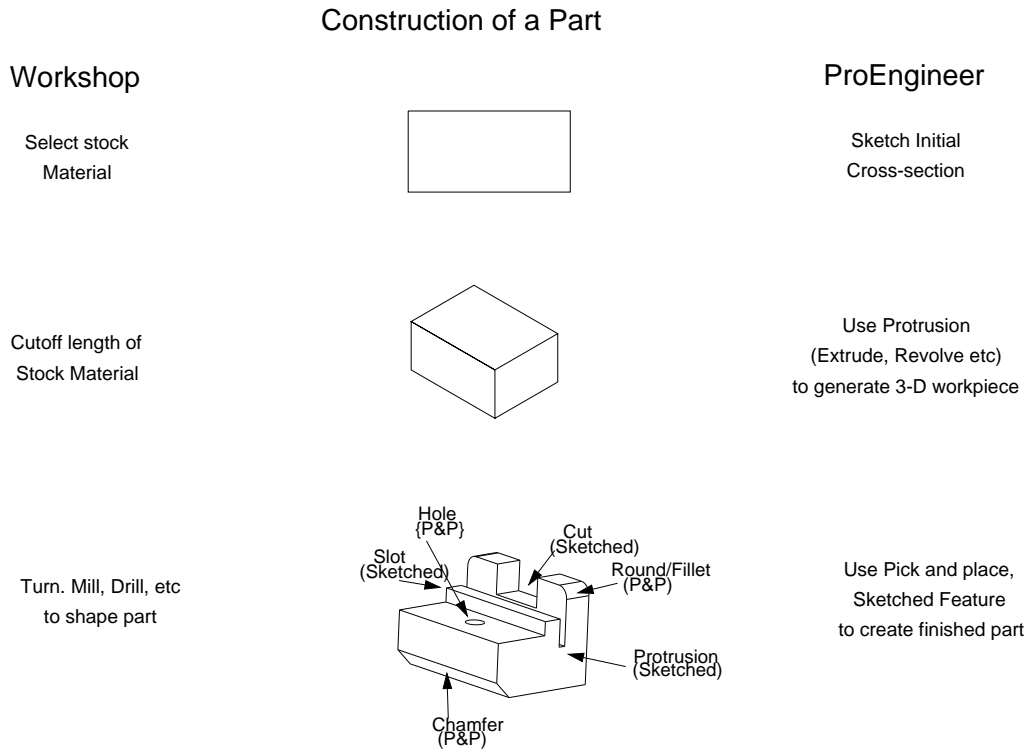 Construction of a Part
Workshop
ProEngineer
Select stock
Material
Sketch Initial
Cross-section
Cutoff length of
Stock Material
Use Protrusion
(Extrude, Revolve etc)
to generate 3-D workpiece
Turn. Mill, Drill, etc
to shape part
Hole
{P&P}
Slot
(Sketched)
Cut
(Sketched)
Round/Fillet
(P&P)
Protrusion
(Sketched)
Chamfer
(P&P)
Use Pick and place,
Sketched Feature
to create finished part